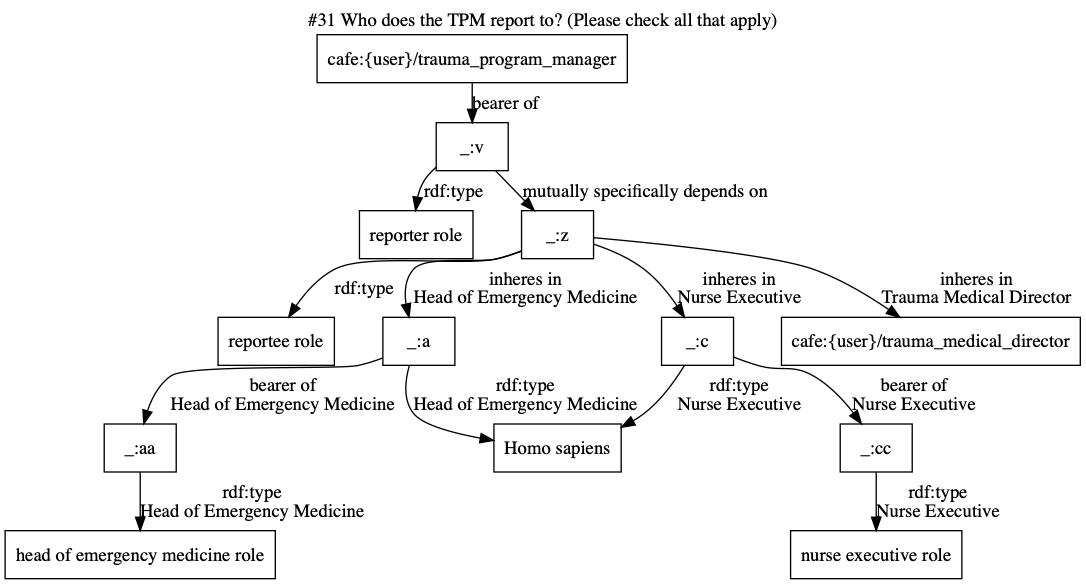 #31 Who does the TPM report to? (Please check all that apply)
cafe:{user}/trauma_program_manager
bearer of
_:v
rdf:type
mutually specifically depends on
reporter role
_:z
rdf:type
inheres in
Head of Emergency Medicine
inheres in
Nurse Executive
inheres in
Trauma Medical Director
reportee role
_:a
_:c
cafe:{user}/trauma_medical_director
bearer of
Head of Emergency Medicine
rdf:type
Head of Emergency Medicine
rdf:type
Nurse Executive
bearer of
Nurse Executive
_:aa
Homo sapiens
_:cc
rdf:type
Head of Emergency Medicine
rdf:type
Nurse Executive
head of emergency medicine role
nurse executive role